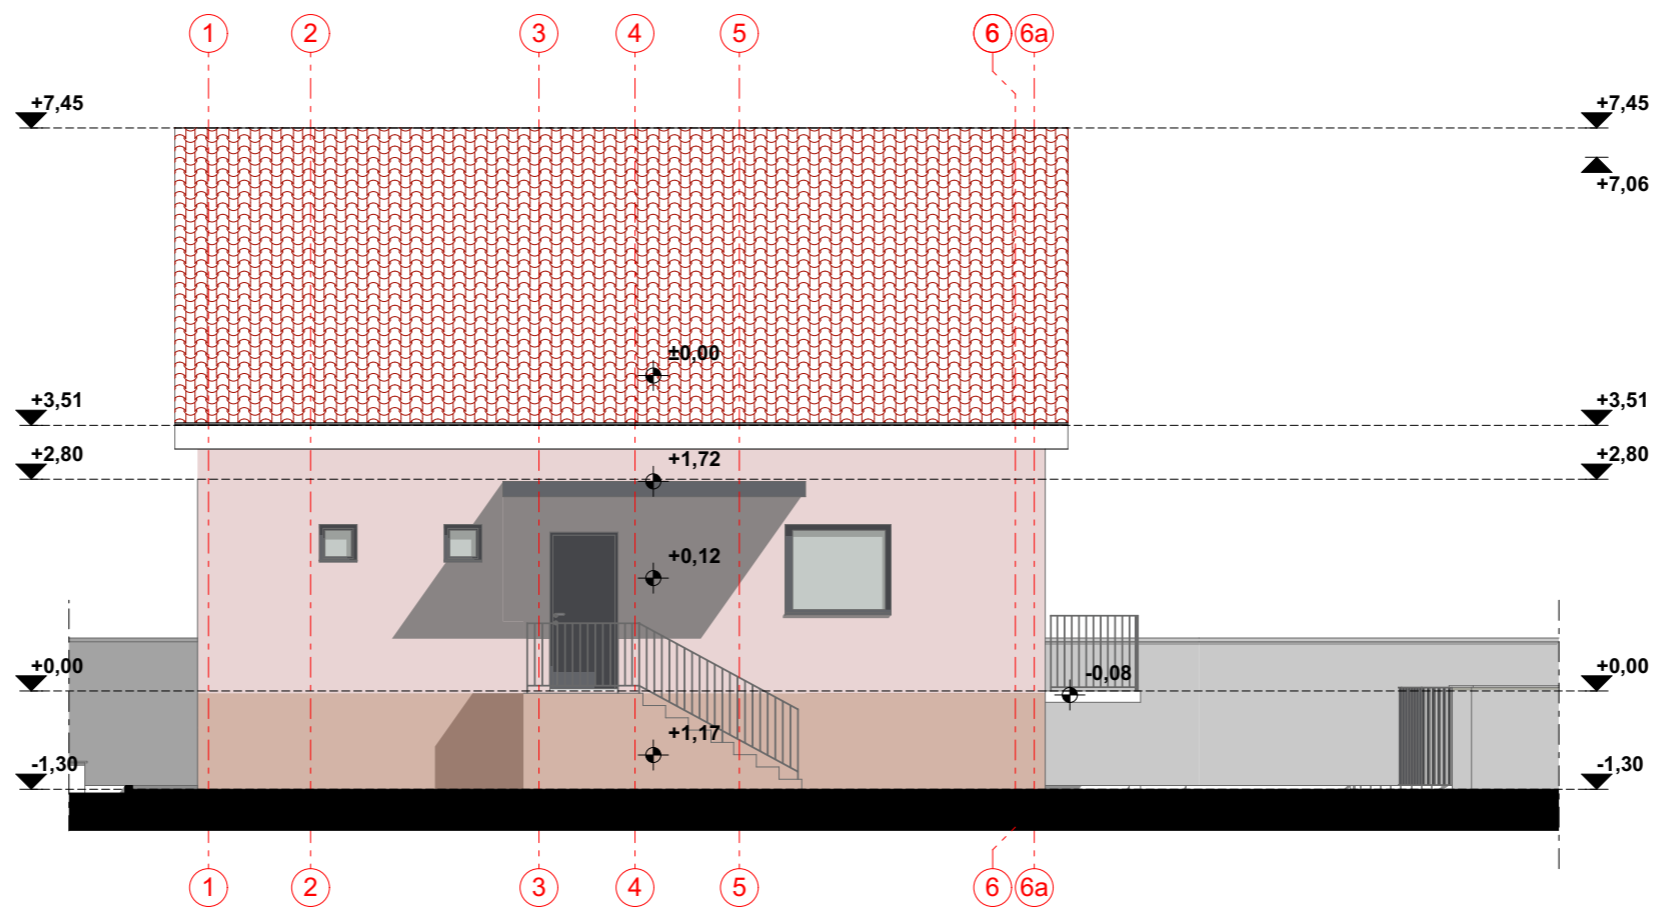 1 2 3 4 5 6 6a
+7,45 +7,45
+7,06
±0,00
+3,51 +3,51
+2,80 +1,72 +2,80
+0,12
+0,00 -0,08 +0,00
+1,17
-1,30 -1,30
1 2 3 4 5 6 6a